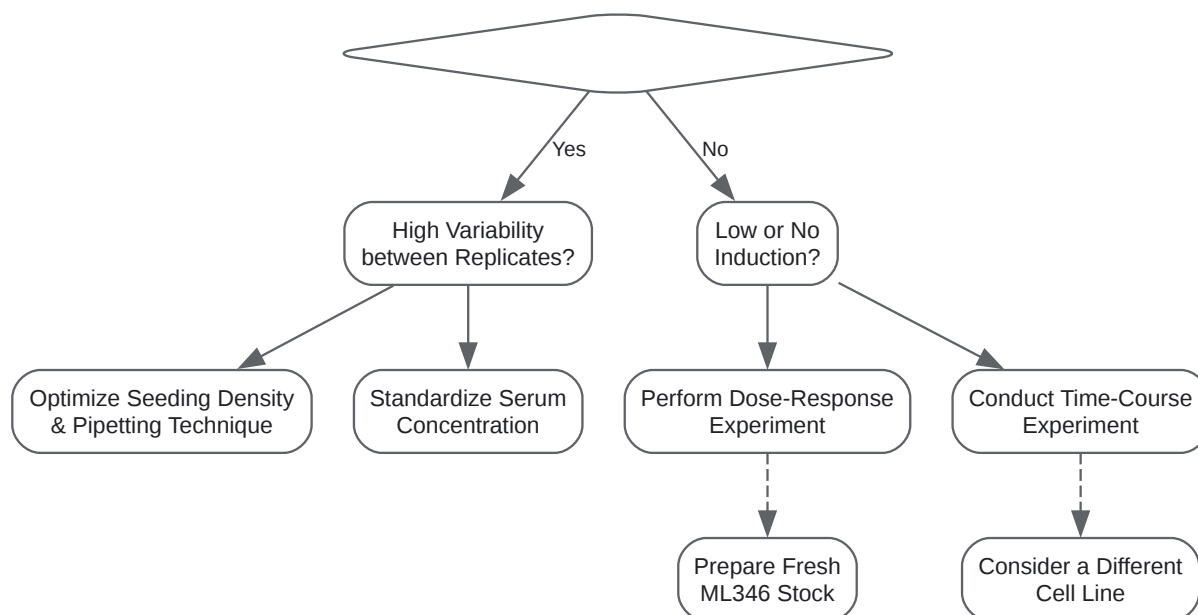 Yes
No
High Variability
between Replicates?
Low or No
Induction?
Optimize Seeding Density
& Pipetting Technique
Standardize Serum
Concentration
Perform Dose-Response
Experiment
Conduct Time-Course
Experiment
Prepare Fresh
ML346 Stock
Consider a Different
Cell Line